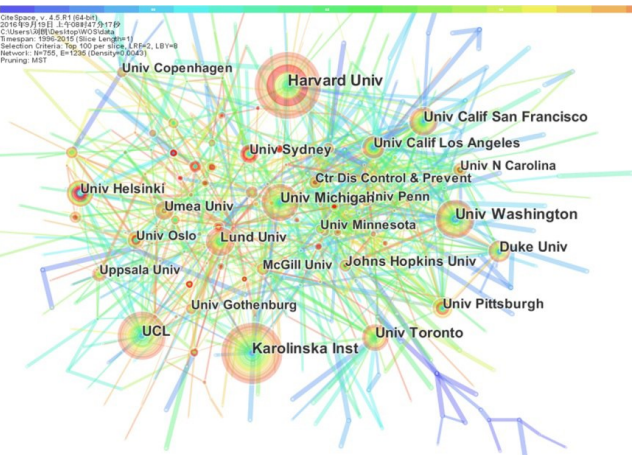 CiteSpace, v. 4.5.R1 (64-bit)
2016年9月19日 上午08时47分17秒
C:\Users\刘凯\Desktop\WOS\data
Timespan: 1996-2015 (Slice Length=1)
Selection Criteria: Top 100 per slice, LRF=2, LBY=8
Network: N=755, E=1235 (Density=0.0043)
Pruning: MST
Univ Copenhagen
Harvard Univ
Univ Calif San Francisco
Univ Sydney
Univ Calif Los Angeles
Univ N Carolina
Ctr Dis Control & Prevent
Univ Helsinki
Univ Michigan
Univ Penn
Umea Univ
Univ Washington
Univ Minnesota
Univ Oslo
Lund Univ
Duke Univ
Uppsala Univ
McGill Univ
Johns Hopkins Univ
Univ Gothenburg
Univ Pittsburgh
UCL
Univ Toronto
Karolinska Inst